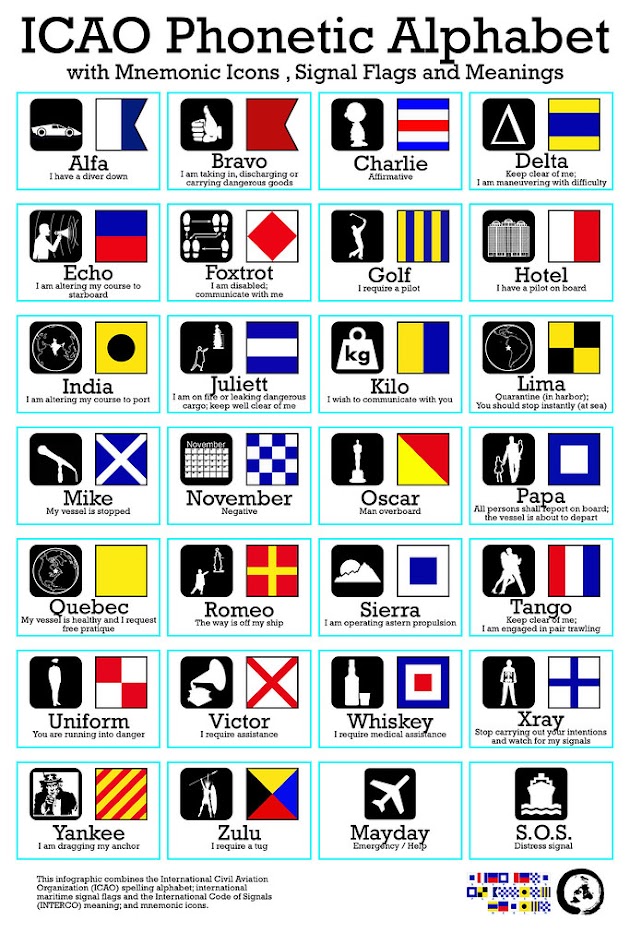 ICAO Phonetic Alphabet
with Mnemonic Icons , Signal Flags and Meanings
Alfa
I have a diver down
Bravo
I am taking in, discharging or
carrying dangerous goods
Charlie
Affirmative
Delta
Keep clear of me;
I am maneuvering with difficulty
Echo
I am altering my course to
starboard
Foxtrot
I am disabled;
communicate with me
Golf
I require a pilot
Hotel
I have a pilot on board
India
I am altering my course to port
Juliett
I am on fire or leaking dangerous
cargo; keep well clear of me
kg
Kilo
I wish to communicate with you
Lima
Quarantine (in harbor);
You should stop instantly (at sea)
Mike
My vessel is stopped
November
November
Negative
Oscar
Man overboard
Papa
All persons shall report on board;
the vessel is about to depart
Quebec
My vessel is healthy and I request
free pratique
Romeo
The way is off my ship
Sierra
I am operating astern propulsion
Tango
Keep clear of me;
I am engaged in pair trawling
Uniform
You are running into danger
Victor
I require assistance
Whiskey
I require medical assistance
Xray
Stop carrying out your intentions
and watch for my signals
Yankee
I am dragging my anchor
Zulu
I require a tug
Mayday
Emergency / Help
S.O.S.
Distress signal
This infographic combines the International Civil Aviation
Organization (ICAO) spelling alphabet; international
maritime signal flags and the International Code of Signals
(INTERCO) meaning; and mnemonic icons.